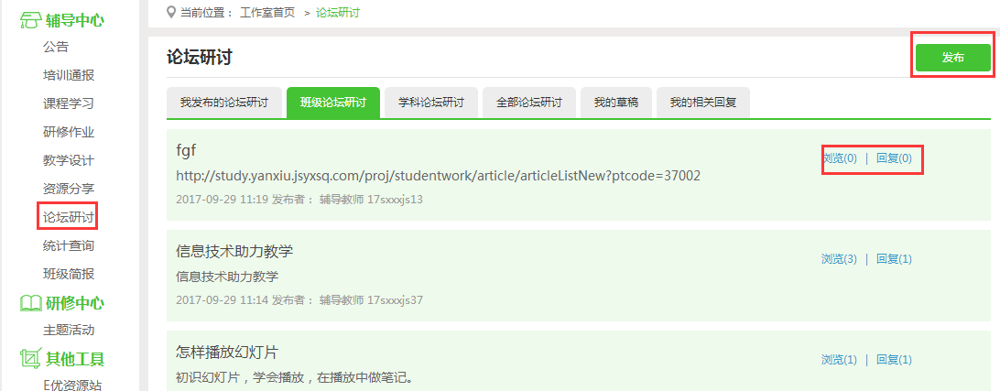 辅导中心
公告
培训通报
课程学习
研修作业
教学设计
资源分享
论坛研讨
统计查询
班级简报
研修中心
主题活动
其他工具
E优资源站
当前位置： 工作室首页 > 论坛研讨
论坛研讨
发布
我发布的论坛研讨 班级论坛研讨 学科论坛研讨 全部论坛研讨 我的草稿 我的相关回复
fgf
浏览(0) | 回复(0)
http://study.yanxiu.jsyxsq.com/proj/studentwork/article/articleListNew?ptcode=37002
2017-09-29 11:19 发布者： 辅导教师 17sxxxjs13
信息技术助力教学
浏览(3) | 回复(1)
信息技术助力教学
2017-09-29 11:14 发布者： 辅导教师 17sxxxjs37
怎样播放幻灯片
浏览(1) | 回复(1)
初识幻灯片，学会播放，在播放中做笔记。